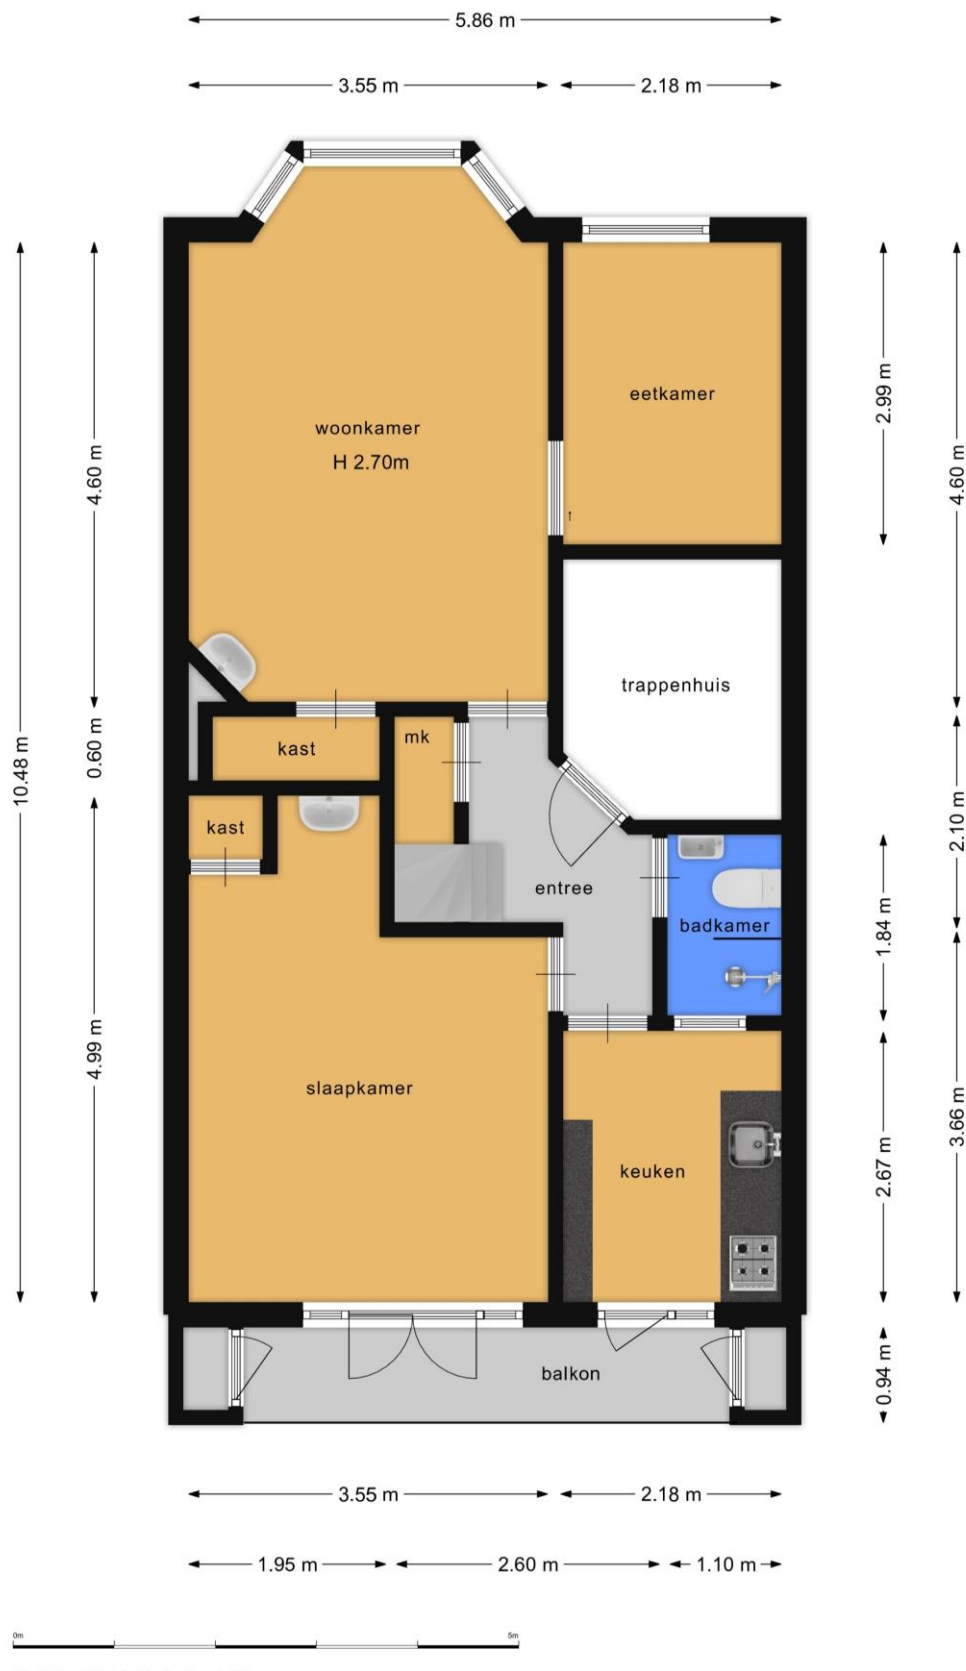 5.86 m
3.55 m
2.18 m
woonkamer
H 2.70m
eetkamer
4.60 m
2.99 m
4.60 m
trappenhuis
10.48 m
0.60 m
kast
mk
kast
entree
badkamer
2.10 m
1.84 m
4.99 m
slaapkamer
keuken
2.67 m
3.66 m
balkon
0.94 m
3.55 m
2.18 m
1.95 m
2.60 m
1.10 m
0m
5m